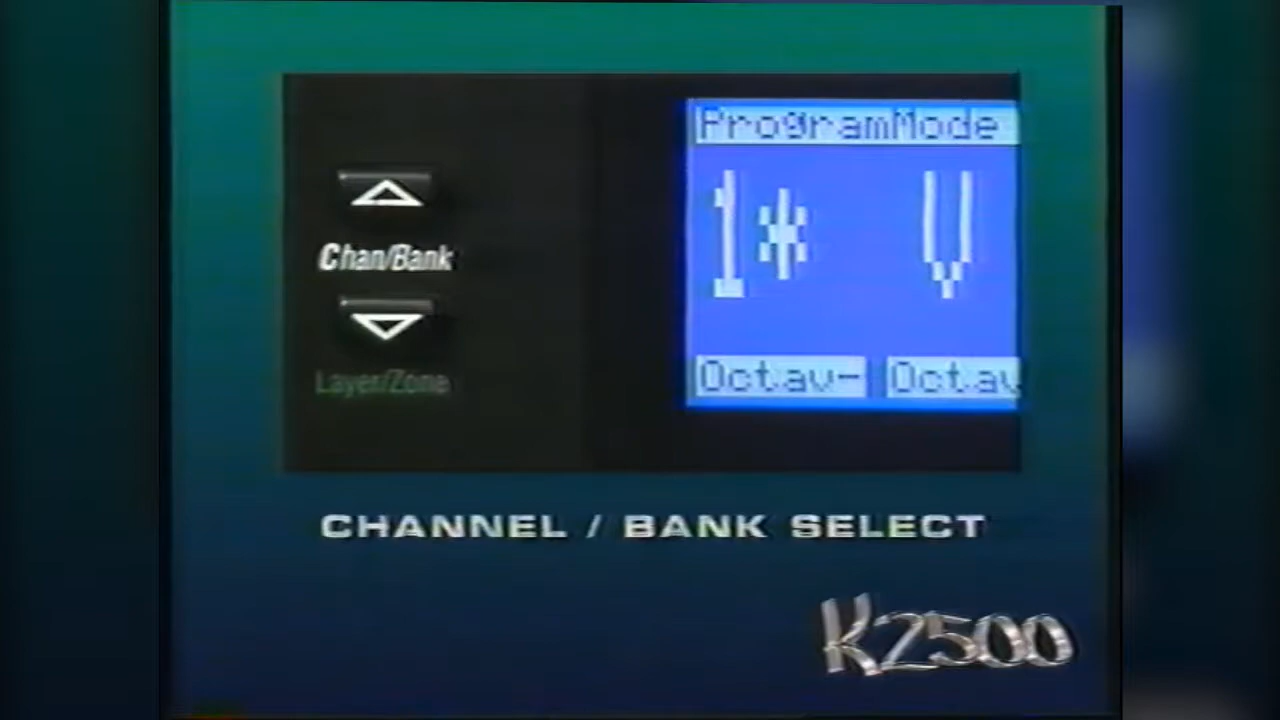 ProgramMode
1*
V
Chan/Bank
Octav-
Octav
Layer/Zone
CHANNEL / BANK SELECT
K2500